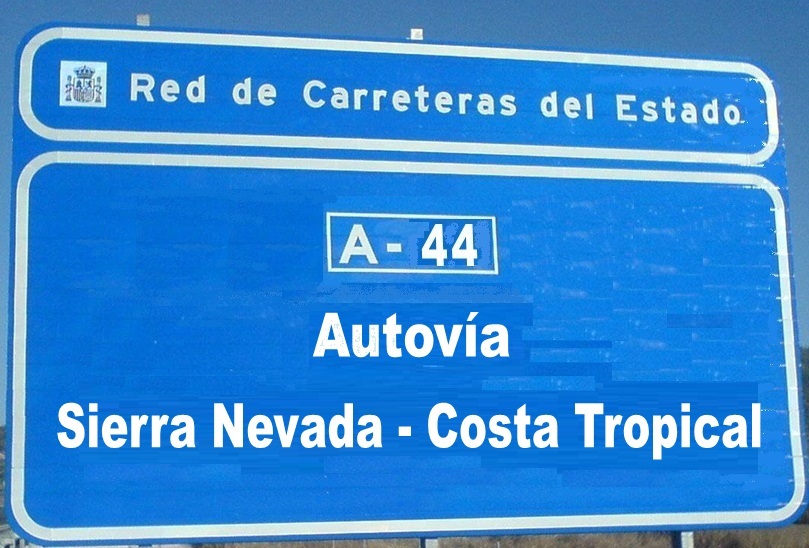 Red de Carreteras del Estado
A - 44
Autovía
Sierra Nevada - Costa Tropical